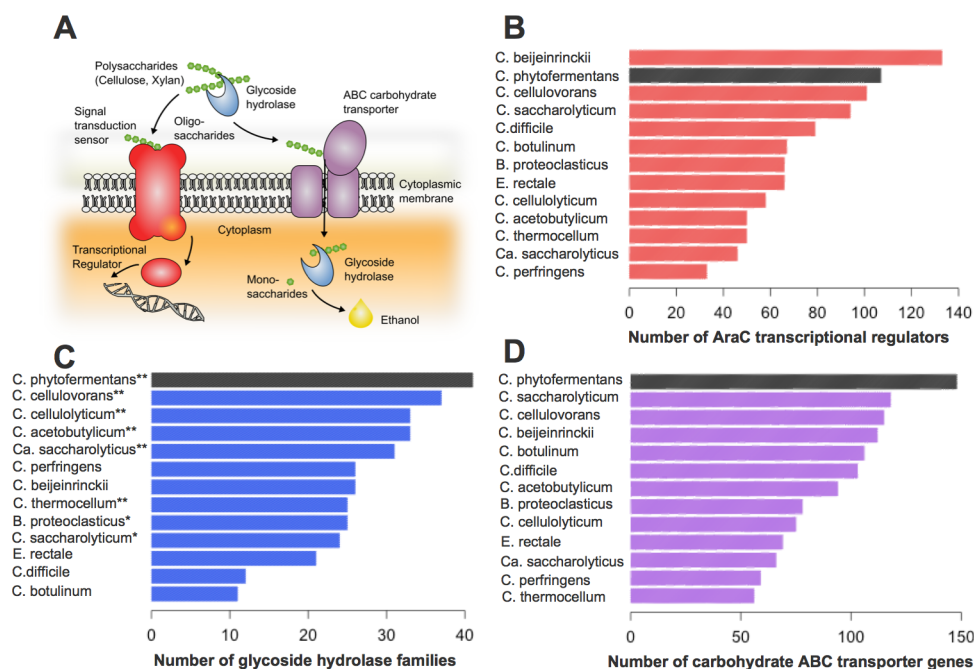 A
Polysaccharides
(Cellulose, Xylan)
Glycoside
hydrolase
ABC carbohydrate
transporter
Signal
transduction
sensor
Oligo-
saccharides
Cytoplasmic
membrane
Cytoplasm
Transcriptional
Regulator
Glycoside
hydrolase
Mono-
saccharides
Ethanol
B
C. beijeinrinckii
C. phytofermentans
C. cellulovorans
C. saccharolyticum
C.difficile
C. botulinum
B. proteoclasticus
E. rectale
C. cellulolyticum
C. acetobutylicum
C. thermocellum
Ca. saccharolyticus
C. perfringens
0 20 40 60 80 100 120 140
Number of AraC transcriptional regulators
C
C. phytofermentans**
C. cellulovorans**
C. cellulolyticum**
C. acetobutylicum**
Ca. saccharolyticus**
C. perfringens
C. beijeinrinckii
C. thermocellum**
B. proteoclasticus*
C. saccharolyticum*
E. rectale
C.difficile
C. botulinum
0 10 20 30 40
Number of glycoside hydrolase families
D
C. phytofermentans
C. saccharolyticum
C. cellulovorans
C. beijeinrinckii
C. botulinum
C.difficile
C. acetobutylicum
B. proteoclasticus
C. cellulolyticum
E. rectale
Ca. saccharolyticus
C. perfringens
C. thermocellum
0 50 100 150
Number of carbohydrate ABC transporter genes